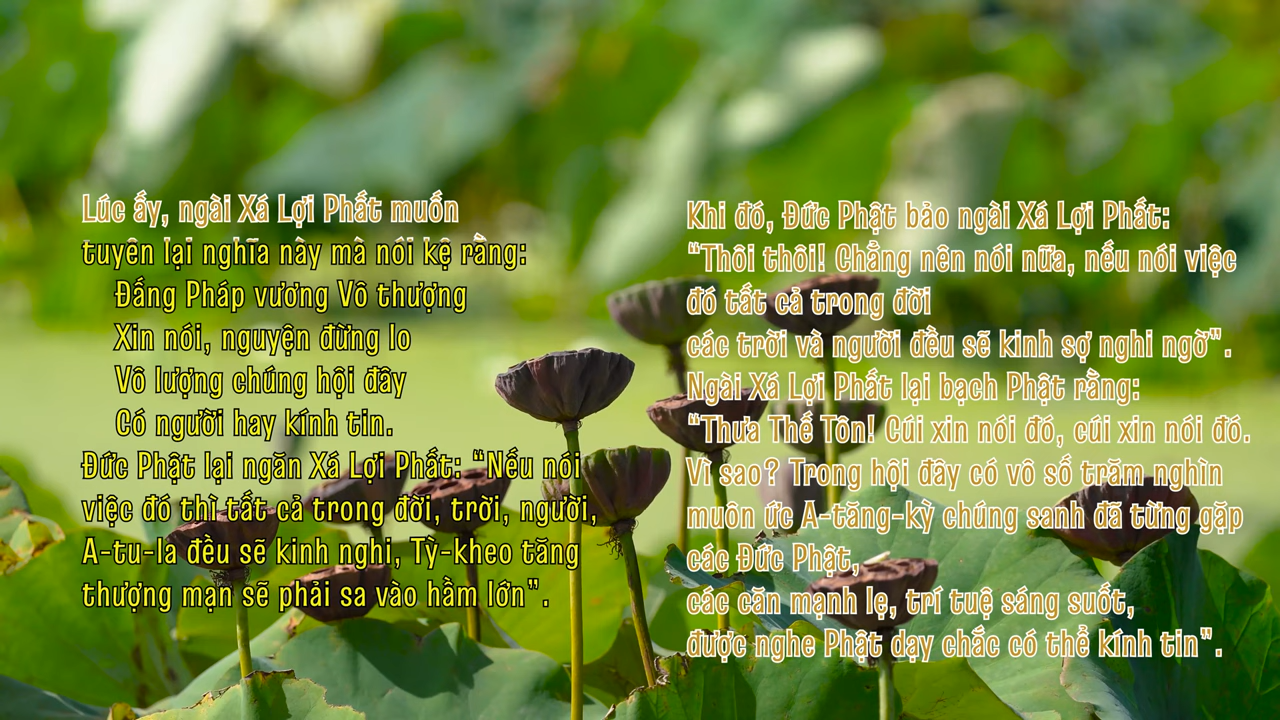 Lúc ấy, ngài Xá Lợi Phất muốn
tuyên lại nghĩa này mà nói kệ rằng:
Đấng Pháp vương Vô thượng
Xin nói, nguyện đừng lo
Vô lượng chúng hội đây
Có người hay kính tin.
Đức Phật lại ngăn Xá Lợi Phất: “Nếu nói
việc đó thì tất cả trong đời, trời, người,
A-tu-la đều sẽ kinh nghi, Tỳ-kheo tăng
thượng mạn sẽ phải sa vào hầm lớn”.
Khi đó, Đức Phật bảo ngài Xá Lợi Phất:
“Thôi thôi! Chẳng nên nói nữa, nếu nói việc
đó tất cả trong đời
các trời và người đều sẽ kinh sợ nghi ngờ”.
Ngài Xá Lợi Phất lại bạch Phật rằng:
“Thưa Thế Tôn! Cúi xin nói đó, cúi xin nói đó.
Vì sao? Trong hội đây có vô số trăm nghìn
muôn ức A-tăng-kỳ chúng sanh đã từng gặp
các Đức Phật,
các căn mạnh lẹ, trí tuệ sáng suốt,
được nghe Phật dạy chắc có thể kính tin”.